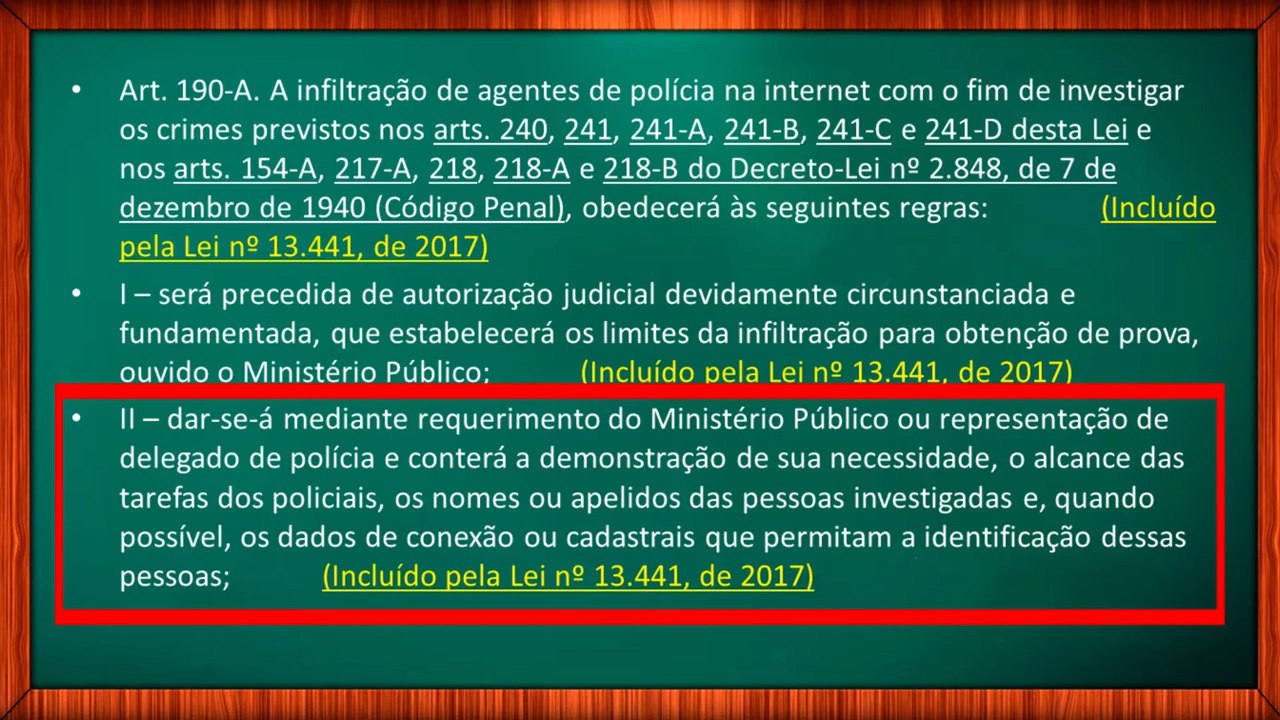 • Art. 190-A. A infiltração de agentes de polícia na internet com o fim de investigar
os crimes previstos nos arts. 240, 241, 241-A, 241-B, 241-C e 241-D desta Lei e
nos arts. 154-A, 217-A, 218, 218-A e 218-B do Decreto-Lei nº 2.848, de 7 de
dezembro de 1940 (Código Penal), obedecerá às seguintes regras: (Incluído
pela Lei nº 13.441, de 2017)
• I – será precedida de autorização judicial devidamente circunstanciada e
fundamentada, que estabelecerá os limites da infiltração para obtenção de prova,
ouvido o Ministério Público; (Incluído pela Lei nº 13.441, de 2017)
• II – dar-se-á mediante requerimento do Ministério Público ou representação de
delegado de polícia e conterá a demonstração de sua necessidade, o alcance das
tarefas dos policiais, os nomes ou apelidos das pessoas investigadas e, quando
possível, os dados de conexão ou cadastrais que permitam a identificação dessas
pessoas; (Incluído pela Lei nº 13.441, de 2017)